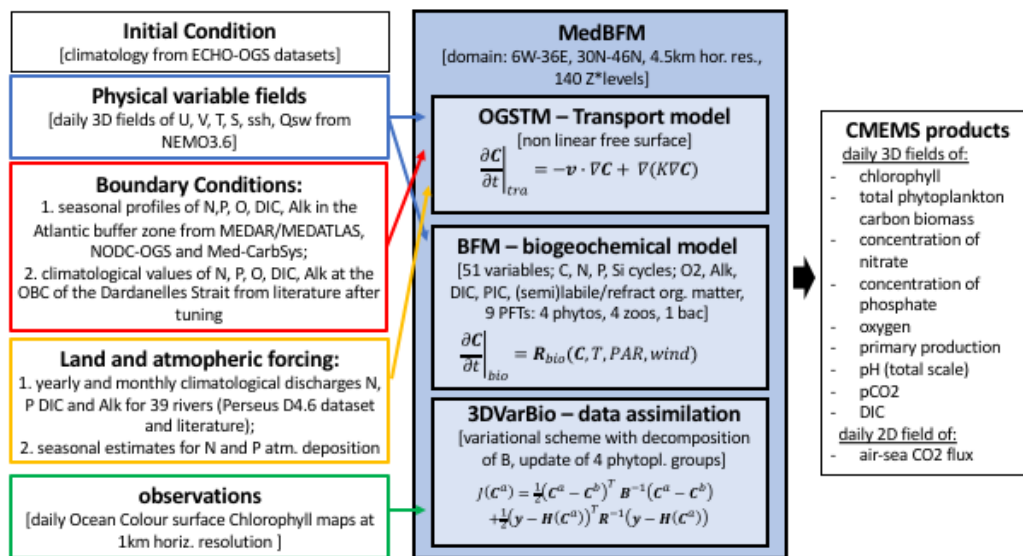 Initial Condition
[climatology from ECHO-OGS datasets]
Physical variable fields
[daily 3D fields of U, V, T, S, ssh, Qsw from
NEMO3.6]
Boundary Conditions:
1. seasonal profiles of N,P, O, DIC, Alk in the
Atlantic buffer zone from MEDAR/MEDATLAS,
NODC-OGS and Med-CarbSys;
2. climatological values of N, P, O, DIC, Alk at the
OBC of the Dardanelles Strait from literature after
tuning
Land and atmopheric forcing:
1. yearly and monthly climatological discharges N,
P DIC and Alk for 39 rivers (Perseus D4.6 dataset
and literature);
2. seasonal estimates for N and P atm. deposition
observations
[daily Ocean Colour surface Chlorophyll maps at
1km horiz. resolution ]
MedBFM
[domain: 6W-36E, 30N-46N, 4.5km hor. res.,
140 Z*levels]
OGSTM – Transport model
[non linear free surface]
∂C/∂t|tra = −v · ∇C + ∇(K∇C)
BFM – biogeochemical model
[51 variables; C, N, P, Si cycles; O2, Alk,
DIC, PIC, (semi)labile/refract org. matter,
9 PFTs: 4 phytos, 4 zoos, 1 bac]
∂C/∂t|bio = Rbio(C, T, PAR, wind)
3DVarBio – data assimilation
[variational scheme with decomposition
of B, update of 4 phytopl. groups]
J(Cᵃ) = ½(Cᵃ − Cᵇ)ᵀ B⁻¹(Cᵃ − Cᵇ)
+½(y − H(Cᵃ))ᵀR⁻¹(y − H(Cᵃ))
CMEMS products
daily 3D fields of:
- chlorophyll
- total phytoplankton
carbon biomass
- concentration of
nitrate
- concentration of
phosphate
- oxygen
- primary production
- pH (total scale)
- pCO2
- DIC
daily 2D field of:
- air-sea CO2 flux